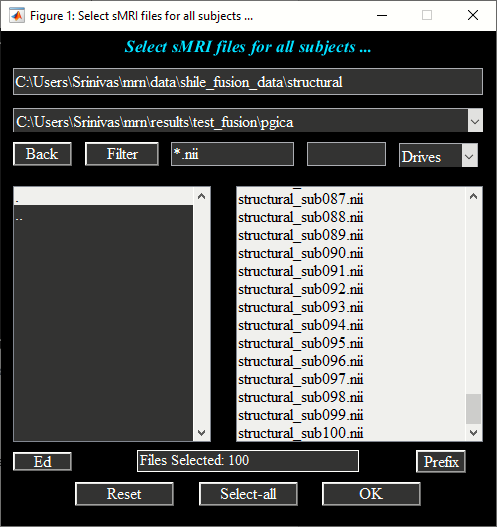 Figure 1: Select sMRI files for all subjects ...
Select sMRI files for all subjects ...
C:\Users\Srinivas\mrn\data\shile_fusion_data\structural
C:\Users\Srinivas\mrn\results\test_fusion\pgica
Back
Filter
*.nii
Drives
.
..
structural_sub087.nii
structural_sub088.nii
structural_sub089.nii
structural_sub090.nii
structural_sub091.nii
structural_sub092.nii
structural_sub093.nii
structural_sub094.nii
structural_sub095.nii
structural_sub096.nii
structural_sub097.nii
structural_sub098.nii
structural_sub099.nii
structural_sub100.nii
Ed
Files Selected: 100
Prefix
Reset
Select-all
OK